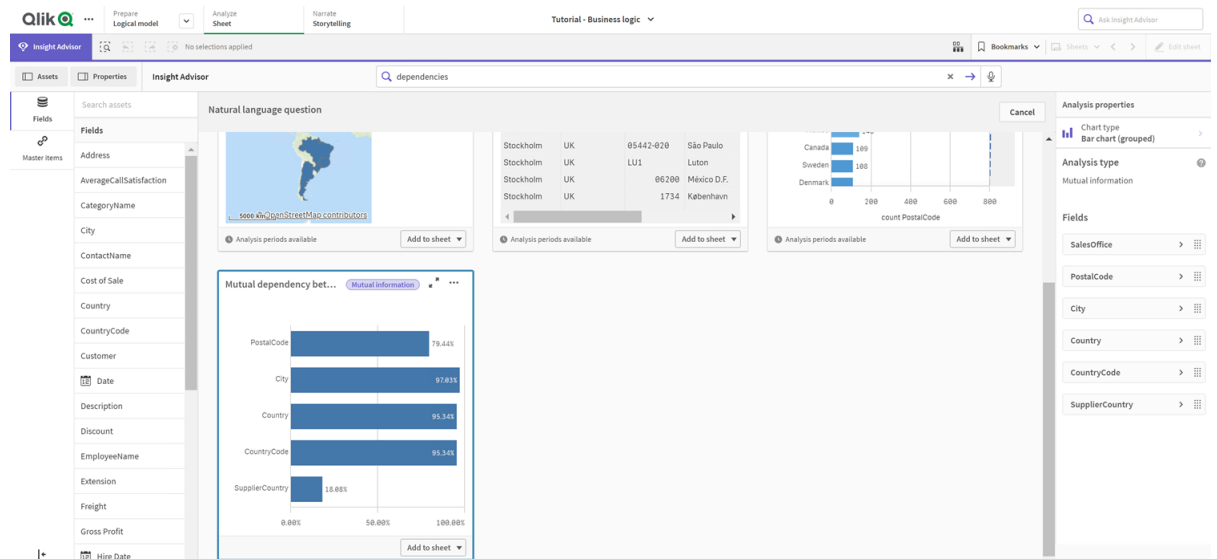 Qlik
Prepare
Logical model
Analyze
Sheet
Narrate
Storytelling
Tutorial - Business logic
Ask Insight Advisor
Insight Advisor
No selections applied
Bookmarks
Sheets
Edit sheet
Assets
Properties
Insight Advisor
dependencies
Fields
Master items
Search assets
Fields
Address
AverageCallSatisfaction
CategoryName
City
ContactName
Cost of Sale
Country
CountryCode
Customer
Date
Description
Discount
EmployeeName
Extension
Freight
Gross Profit
Hire Date
Natural language question
Cancel
5000 km
OpenStreetMap contributors
Analysis periods available
Add to sheet
Stockholm UK 05442-020 São Paulo
Stockholm UK LU1 Luton
Stockholm UK 06200 México D.F.
Stockholm UK 1734 København
Analysis periods available
Add to sheet
Canada 109
Sweden 108
Denmark
0 200 400 600 800
count PostalCode
Analysis periods available
Add to sheet
Mutual dependency bet...
Mutual information
PostalCode 79.44%
City 97.03%
Country 95.34%
CountryCode 95.34%
SupplierCountry 18.08%
0.00% 50.00% 100.00%
Add to sheet
Analysis properties
Chart type
Bar chart (grouped)
Analysis type
Mutual information
Fields
SalesOffice
PostalCode
City
Country
CountryCode
SupplierCountry